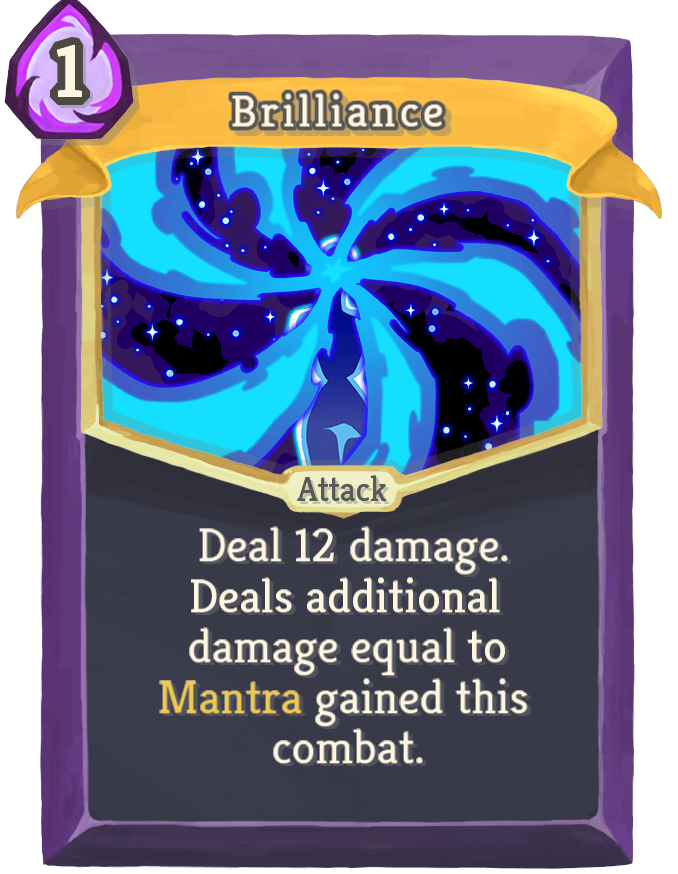 1
Brilliance
Attack
Deal 12 damage.
Deals additional
damage equal to
Mantra gained this
combat.